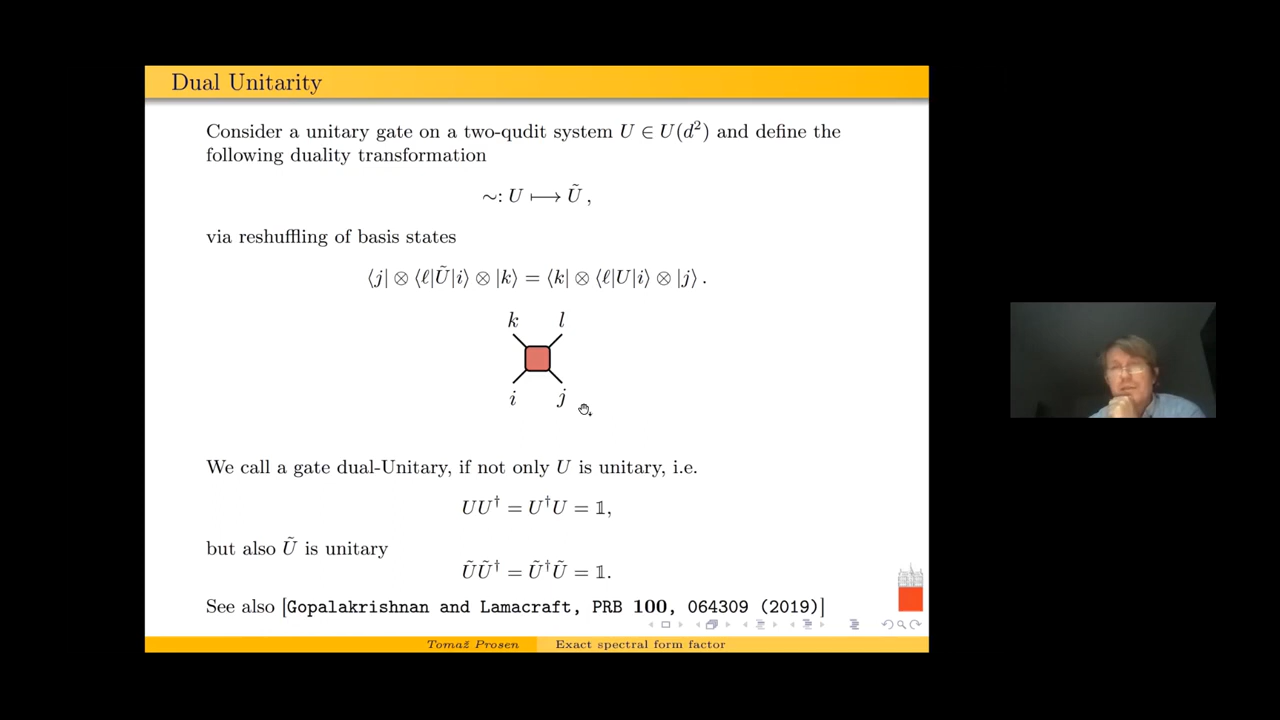 Dual Unitarity
Consider a unitary gate on a two-qudit system U ∈ U(d²) and define the
following duality transformation
∼: U ⟼ Ũ ,
via reshuffling of basis states
⟨j| ⊗ ⟨ℓ|Ũ|i⟩ ⊗ |k⟩ = ⟨k| ⊗ ⟨ℓ|U|i⟩ ⊗ |j⟩ .
k l
i j
We call a gate dual-Unitary, if not only U is unitary, i.e.
UU† = U†U = 𝟙,
but also Ũ is unitary
ŨŨ† = Ũ†Ũ = 𝟙.
See also [Gopalakrishnan and Lamacraft, PRB 100, 064309 (2019)]
Tomaž Prosen Exact spectral form factor